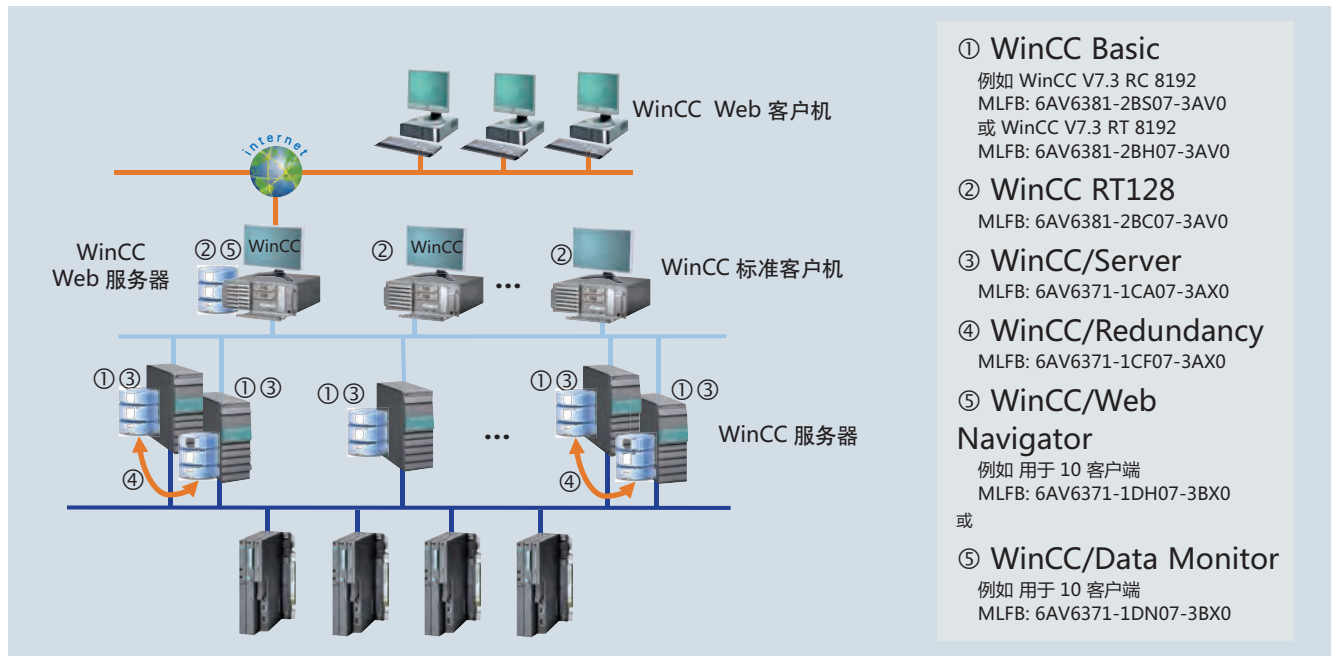 WinCC Web 客户机
internet
WinCC
Web 服务器
②⑤
WinCC
②
WinCC
②
...
WinCC 标准客户机
①③
①③
①③
①③
①③
...
WinCC 服务器
④
④
① WinCC Basic
例如 WinCC V7.3 RC 8192
MLFB: 6AV6381-2BS07-3AV0
或 WinCC V7.3 RT 8192
MLFB: 6AV6381-2BH07-3AV0
② WinCC RT128
MLFB: 6AV6381-2BC07-3AV0
③ WinCC/Server
MLFB: 6AV6371-1CA07-3AX0
④ WinCC/Redundancy
MLFB: 6AV6371-1CF07-3AX0
⑤ WinCC/Web
Navigator
例如 用于 10 客户端
MLFB: 6AV6371-1DH07-3BX0
或
⑤ WinCC/Data Monitor
例如 用于 10 客户端
MLFB: 6AV6371-1DN07-3BX0